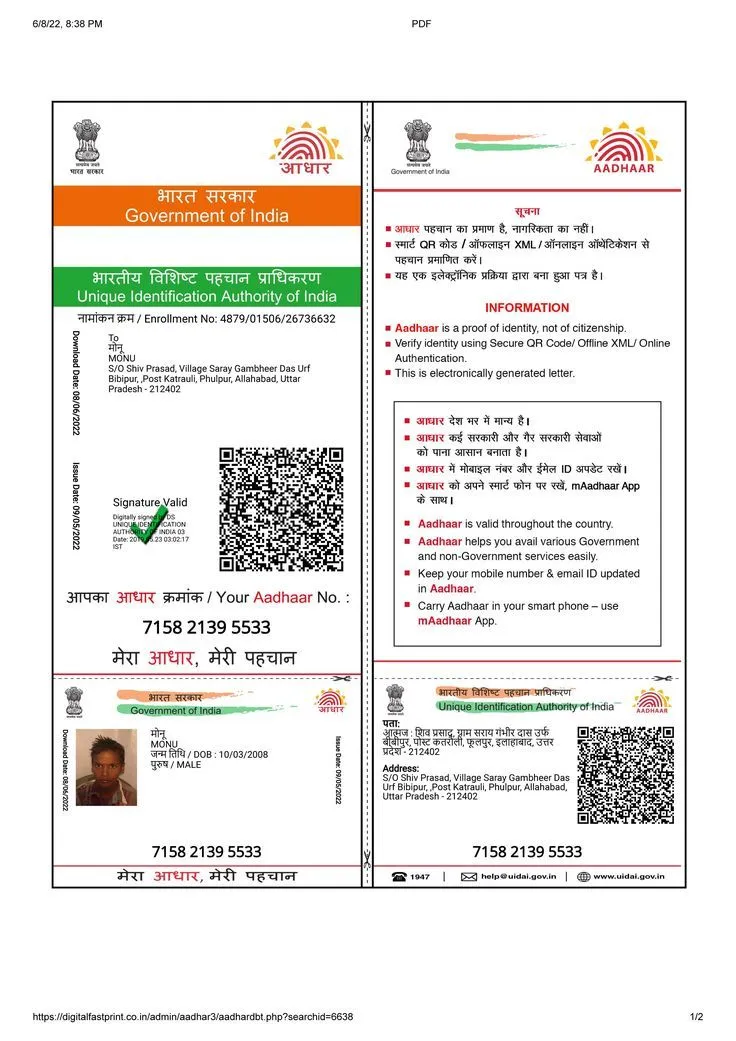 6/8/22, 8:38 PM
PDF
सत्यमेव जयते
भारत सरकार
आधार
भारत सरकार
Government of India
भारतीय विशिष्ट पहचान प्राधिकरण
Unique Identification Authority of India
नामांकन क्रम / Enrollment No: 4879/01506/26736632
Download Date: 08/06/2022
Issue Date: 09/05/2022
To
मोनू
MONU
S/O Shiv Prasad, Village Saray Gambheer Das Urf
Bibipur, ,Post Katrauli, Phulpur, Allahabad, Uttar
Pradesh - 212402
Signature Valid
Digitally signed by DS
UNIQUE IDENTIFICATION
AUTHORITY OF INDIA 03
Date: 2019.05.23 03:02:17
IST
आपका आधार क्रमांक / Your Aadhaar No. :
7158 2139 5533
मेरा आधार, मेरी पहचान
सत्यमेव जयते
Government of India
AADHAAR
सूचना
आधार पहचान का प्रमाण है, नागरिकता का नहीं।
स्मार्ट QR कोड / ऑफलाइन XML / ऑनलाइन ऑथेंटिकेशन से
पहचान प्रमाणित करें।
यह एक इलेक्ट्रॉनिक प्रक्रिया द्वारा बना हुआ पत्र है।
INFORMATION
Aadhaar is a proof of identity, not of citizenship.
Verify identity using Secure QR Code/ Offline XML/ Online
Authentication.
This is electronically generated letter.
आधार देश भर में मान्य है।
आधार कई सरकारी और गैर सरकारी सेवाओं
को पाना आसान बनाता है।
आधार में मोबाइल नंबर और ईमेल ID अपडेट रखें।
आधार को अपने स्मार्ट फोन पर रखें, mAadhaar App
के साथ।
Aadhaar is valid throughout the country.
Aadhaar helps you avail various Government
and non-Government services easily.
Keep your mobile number & email ID updated
in Aadhaar.
Carry Aadhaar in your smart phone – use
mAadhaar App.
भारत सरकार
Government of India
आधार
Download Date: 08/06/2022
मोनू
MONU
जन्म तिथि / DOB : 10/03/2008
पुरुष / MALE
Issue Date: 09/05/2022
7158 2139 5533
मेरा आधार, मेरी पहचान
भारतीय विशिष्ट पहचान प्राधिकरण
Unique Identification Authority of India
AADHAAR
पता:
आत्मज : शिव प्रसाद, ग्राम सराय गंभीर दास उर्फ
बीबीपुर, पोस्ट कतरौली, फूलपुर, इलाहाबाद, उत्तर
प्रदेश - 212402
Address:
S/O Shiv Prasad, Village Saray Gambheer Das
Urf Bibipur, ,Post Katrauli, Phulpur, Allahabad,
Uttar Pradesh - 212402
7158 2139 5533
1947 | help@uidai.gov.in | www.uidai.gov.in
https://digitalfastprint.co.in/admin/aadhar3/aadhardbt.php?searchid=6638
1/2